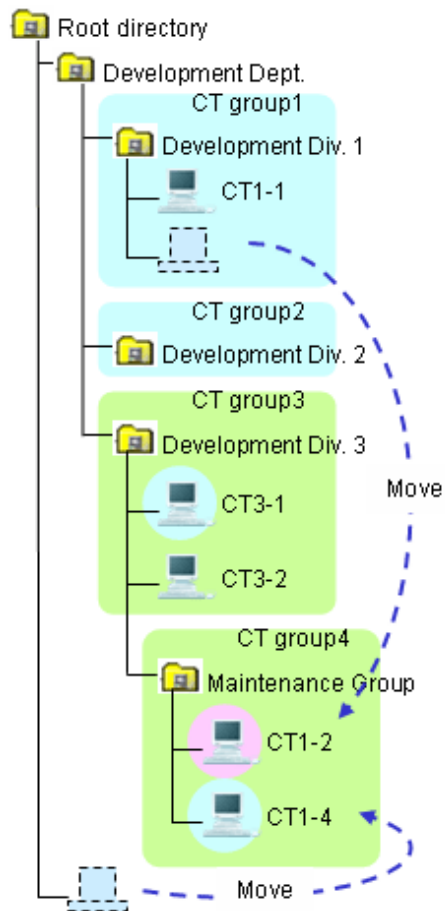 Root directory
Development Dept.
CT group1
Development Div. 1
CT1-1
CT group2
Development Div. 2
CT group3
Development Div. 3
Move
CT3-1
CT3-2
CT group4
Maintenance Group
CT1-2
CT1-4
Move